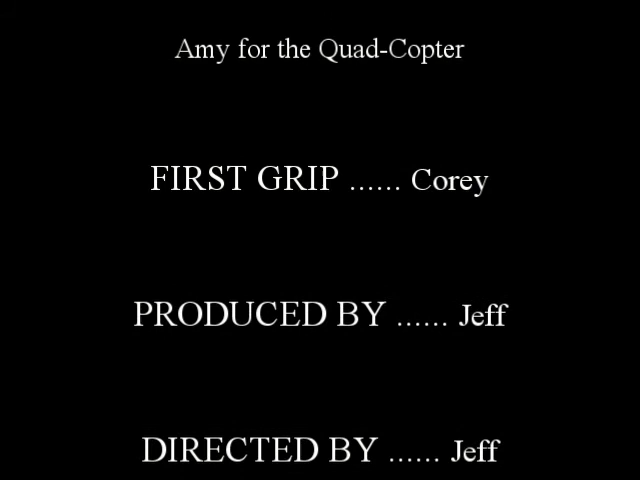 Amy for the Quad-Copter
FIRST GRIP ...... Corey
PRODUCED BY ...... Jeff
DIRECTED BY ...... Jeff